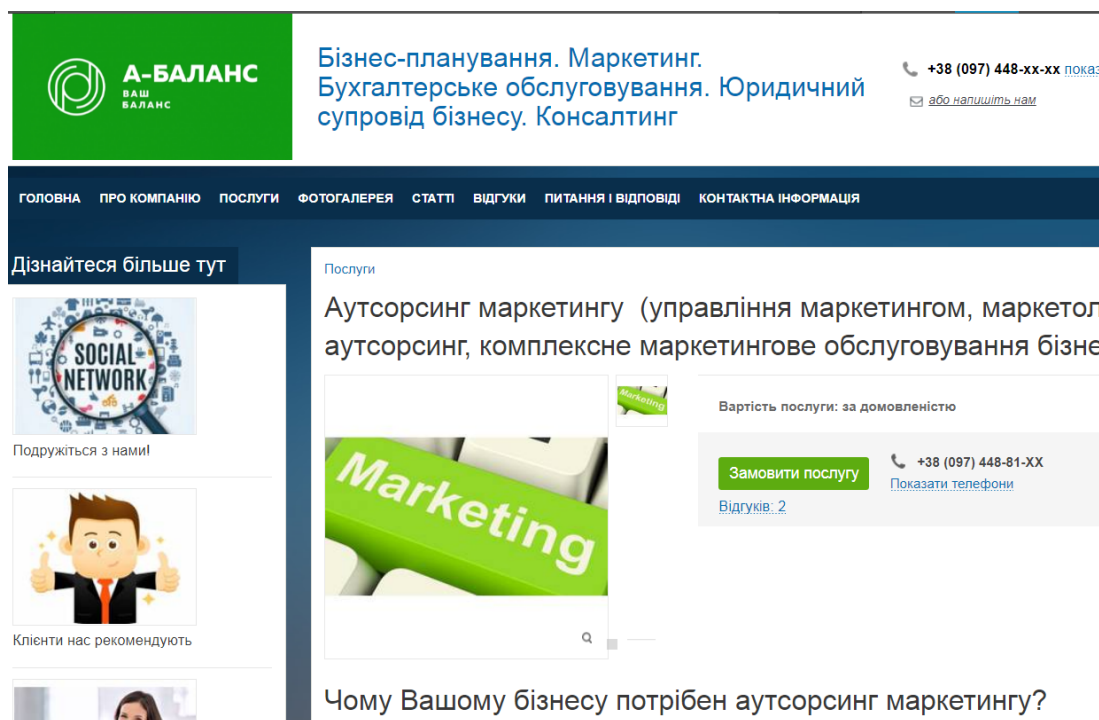 А-БАЛАНС
ВАШ
БАЛАНС
Бізнес-планування. Маркетинг.
Бухгалтерське обслуговування. Юридичний
супровід бізнесу. Консалтинг
+38 (097) 448-xx-xx показ
або напишіть нам
ГОЛОВНА ПРО КОМПАНІЮ ПОСЛУГИ ФОТОГАЛЕРЕЯ СТАТТІ ВІДГУКИ ПИТАННЯ І ВІДПОВІДІ КОНТАКТНА ІНФОРМАЦІЯ
Дізнайтеся більше тут
SOCIAL
NETWORK
Подружіться з нами!
Клієнти нас рекомендують
Послуги
Аутсорсинг маркетингу (управління маркетингом, маркетол
аутсорсинг, комплексне маркетингове обслуговування бізне
Marketing
Marketing
Вартість послуги: за домовленістю
Замовити послугу
+38 (097) 448-81-XX
Показати телефони
Відгуків: 2
Чому Вашому бізнесу потрібен аутсорсинг маркетингу?